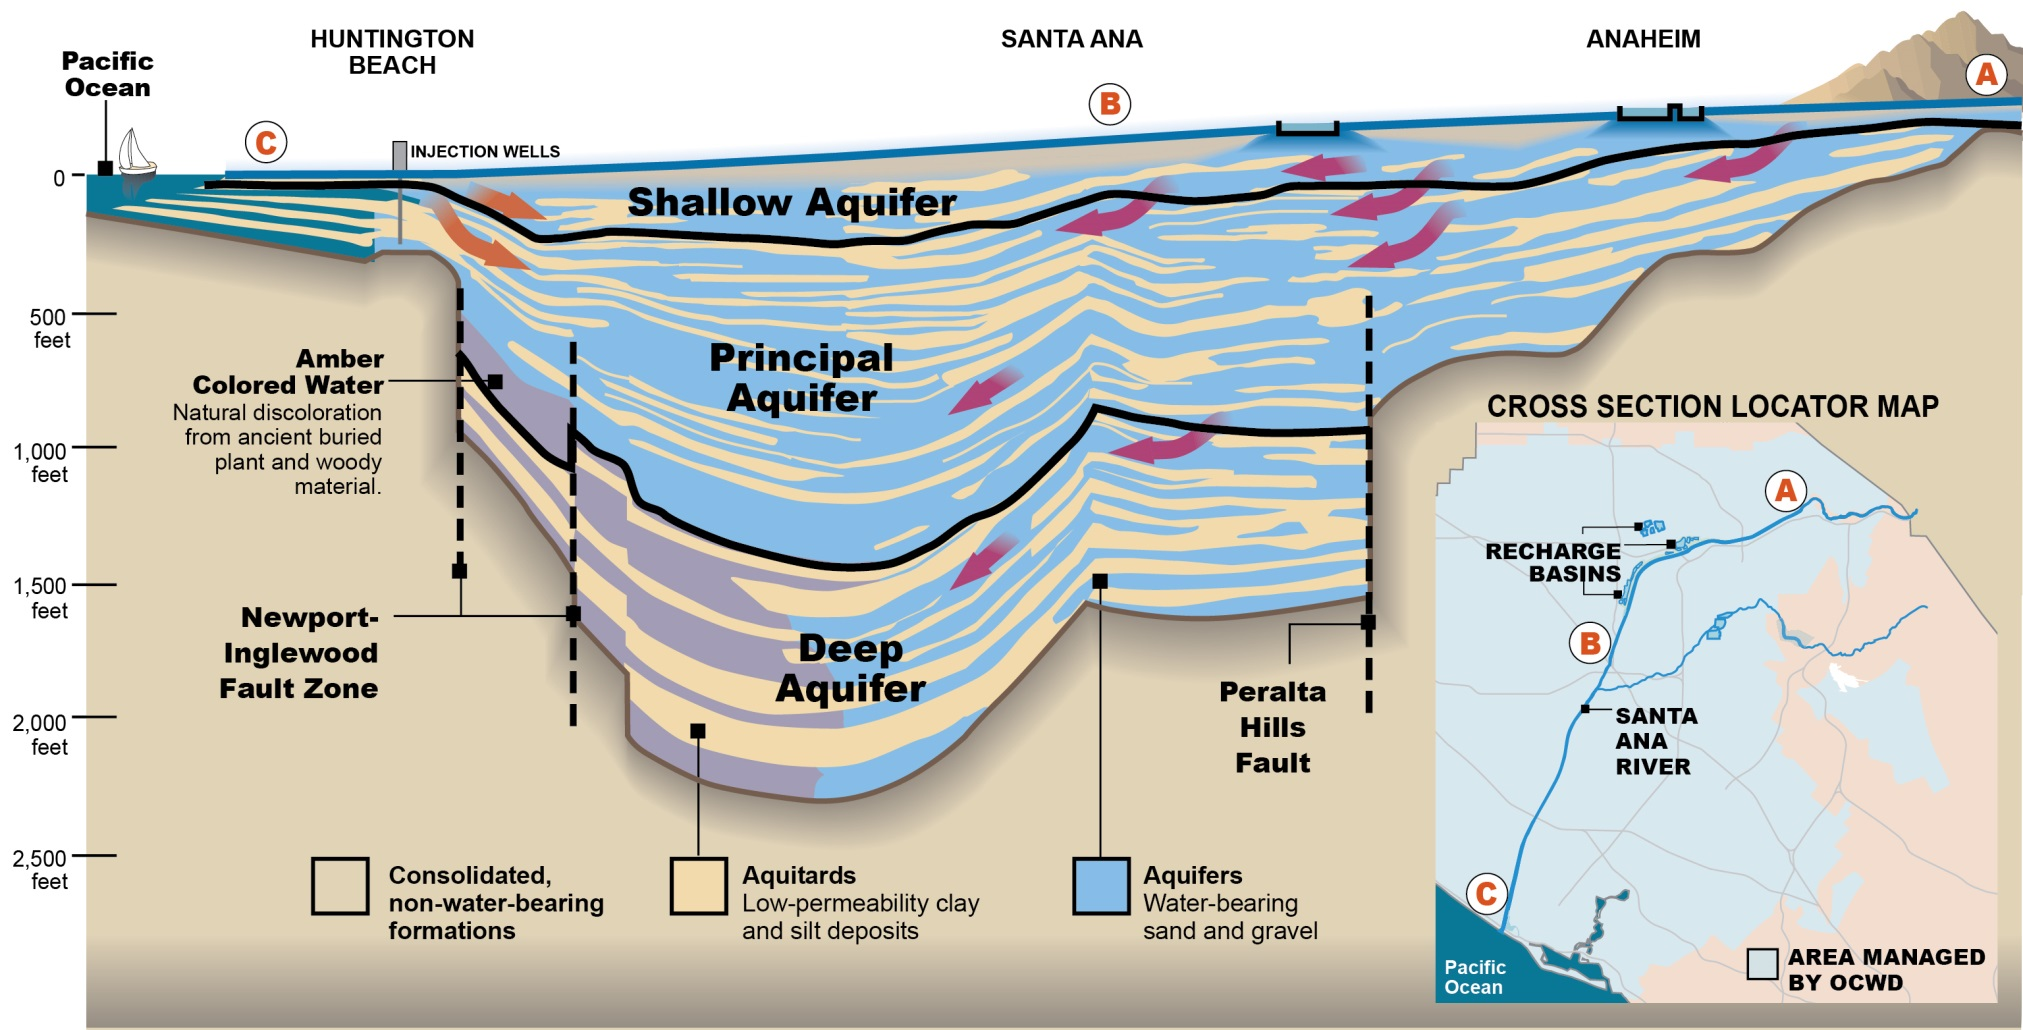 HUNTINGTON
BEACH
SANTA ANA
ANAHEIM
Pacific
Ocean
A
B
C
INJECTION WELLS
0
Shallow Aquifer
500
feet
Principal
Aquifer
Amber
Colored Water
Natural discoloration
from ancient buried
plant and woody
material.
1,000
feet
1,500
feet
Newport-
Inglewood
Fault Zone
Deep
Aquifer
Peralta
Hills
Fault
2,000
feet
2,500
feet
Consolidated,
non-water-bearing
formations
Aquitards
Low-permeability clay
and silt deposits
Aquifers
Water-bearing
sand and gravel
CROSS SECTION LOCATOR MAP
A
RECHARGE
BASINS
B
SANTA
ANA
RIVER
C
Pacific
Ocean
AREA MANAGED
BY OCWD